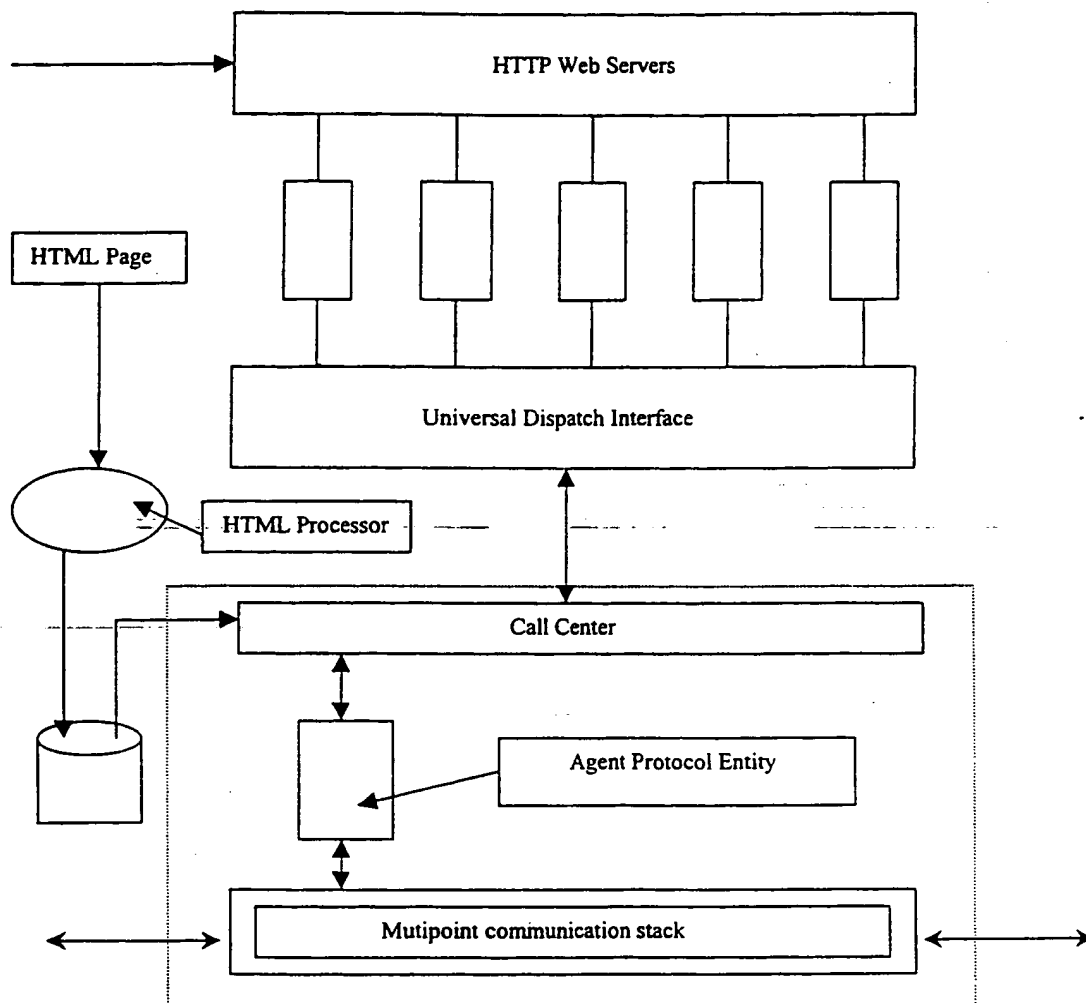 HTTP Web Servers
HTML Page
Universal Dispatch Interface
HTML Processor
Call Center
Agent Protocol Entity
Mutipoint communication stack